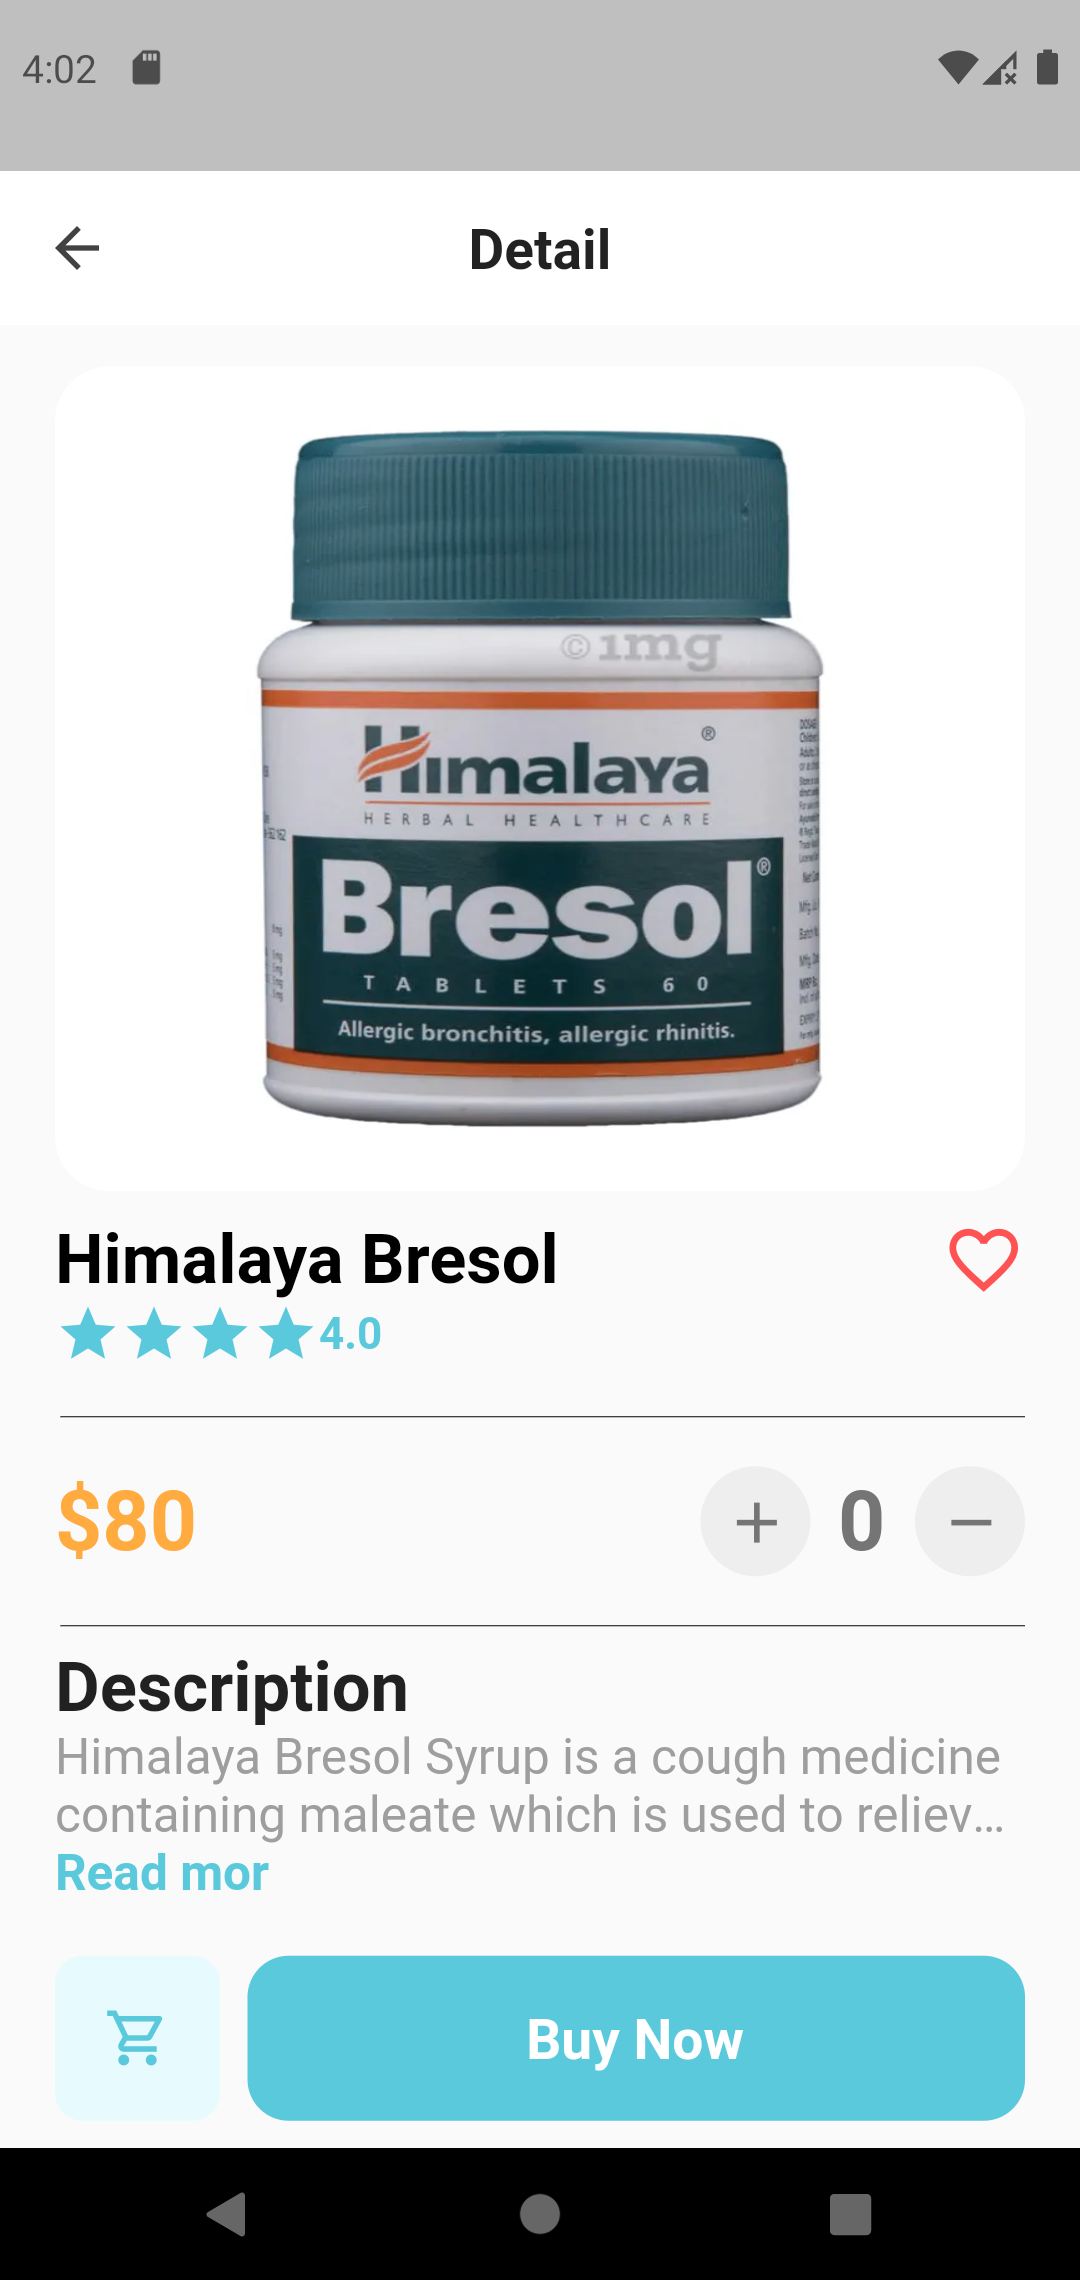 4:02
Detail
©1mg
Himalaya®
HERBAL HEALTHCARE
Bresol®
TABLETS 60
Allergic bronchitis, allergic rhinitis.
Himalaya Bresol
4.0
$80
0
Description
Himalaya Bresol Syrup is a cough medicine
containing maleate which is used to reliev…
Read mor
Buy Now